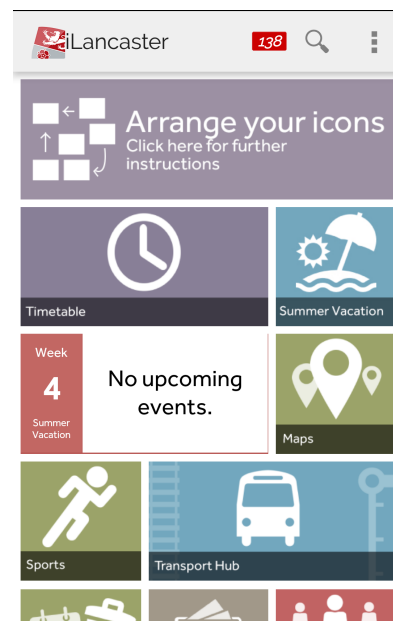 iLancaster
138
Arrange your icons
Click here for further
instructions
Timetable
Summer Vacation
Week
4
Summer
Vacation
No upcoming
events.
Maps
Sports
Transport Hub